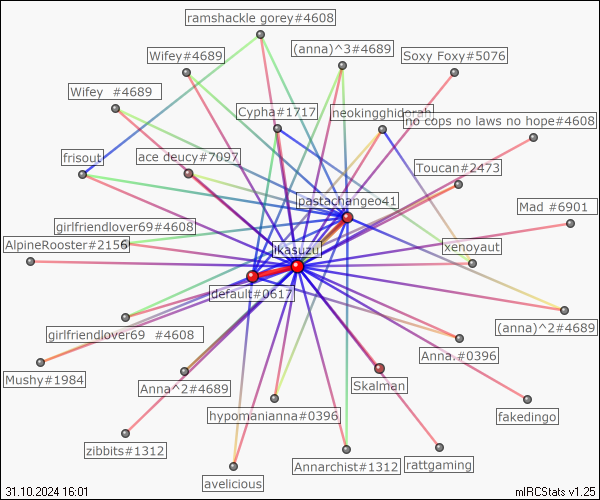 ramshackle gorey#4608
Wifey#4689
(anna)^3#4689
Soxy Foxy#5076
Wifey  #4689
Cypha#1717
neokingghidorah
no cops no laws no hope#4608
frisout
ace deucy#7097
Toucan#2473
pastachangeo41
Mad #6901
girlfriendlover69#4608
AlpineRooster#2156
ikasuzu
xenoyaut
default#0617
girlfriendlover69  #4608
(anna)^2#4689
Anna.#0396
Mushy#1984
Anna^2#4689
Skalman
hypomanianna#0396
fakedingo
zibbits#1312
Annarchist#1312
rattgaming
avelicious
31.10.2024 16:01
mIRCStats v1.25